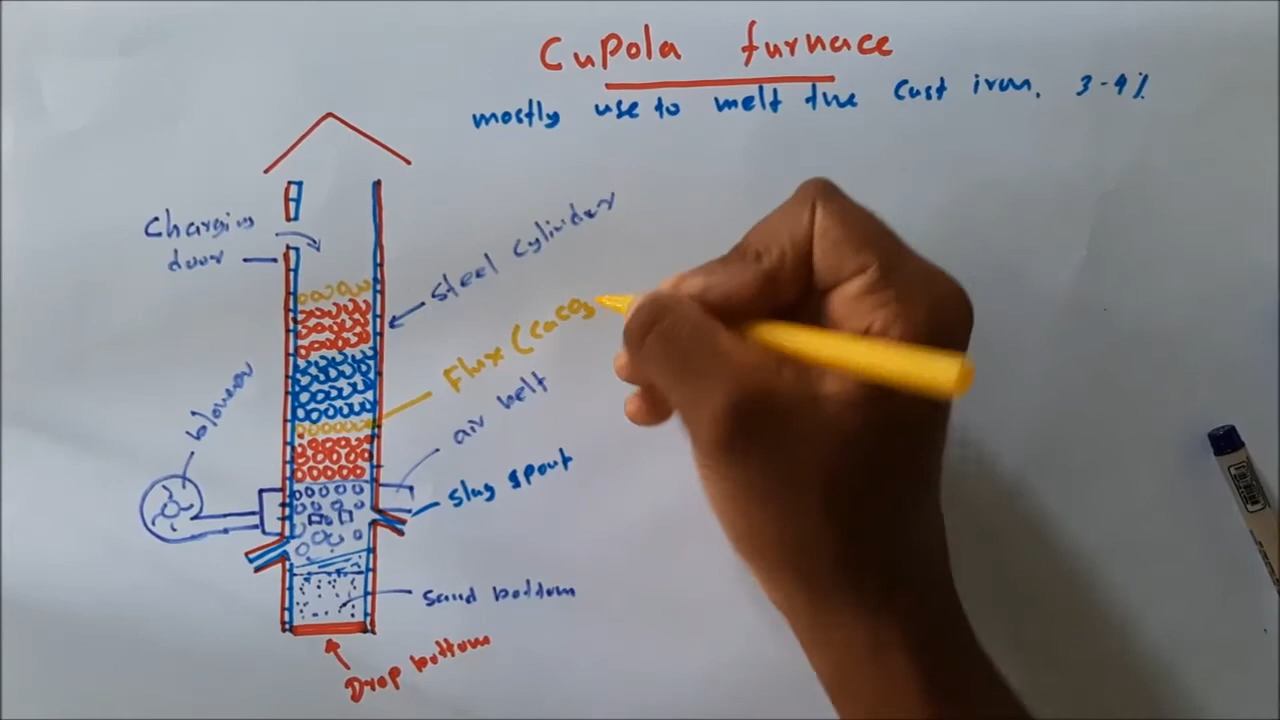 Cupola furnace
mostly use to melt the cast iron. 3-4%
Charging
door
steel cylinder
Flux (CaCO3
air belt
blower
slag spout
sand bottom
Drop bottom